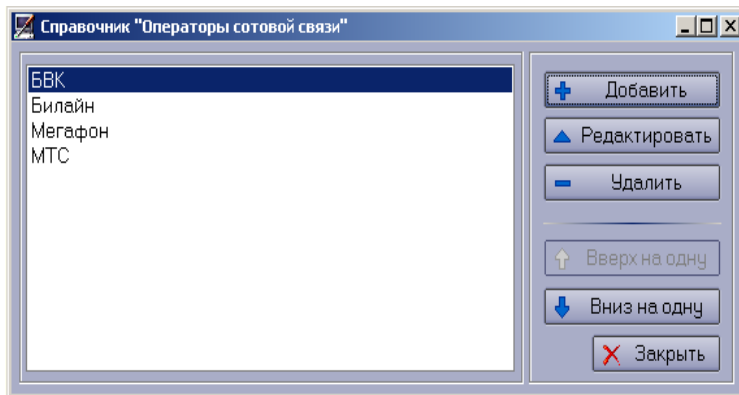 Справочник "Операторы сотовой связи"
БВК
Билайн
Мегафон
МТС
Добавить
Редактировать
Удалить
Вверх на одну
Вниз на одну
Закрыть